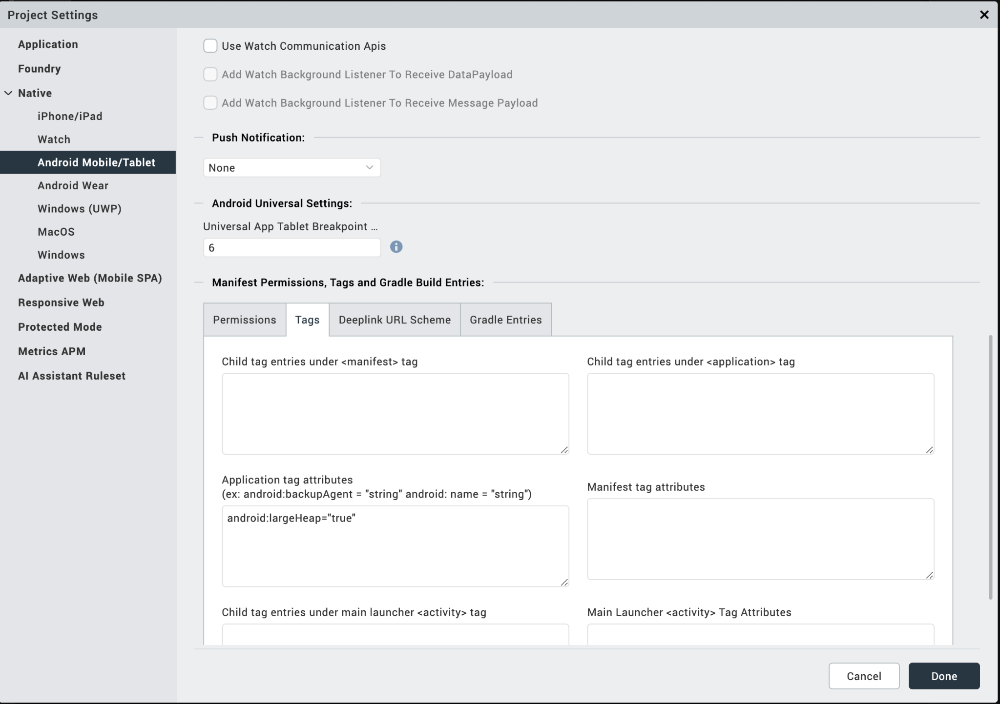 Project Settings
Application
Foundry
Native
iPhone/iPad
Watch
Android Mobile/Tablet
Android Wear
Windows (UWP)
MacOS
Windows
Adaptive Web (Mobile SPA)
Responsive Web
Protected Mode
Metrics APM
AI Assistant Ruleset
Use Watch Communication Apis
Add Watch Background Listener To Receive DataPayload
Add Watch Background Listener To Receive Message Payload
Push Notification:
None
Android Universal Settings:
Universal App Tablet Breakpoint ...
6
Manifest Permissions, Tags and Gradle Build Entries:
Permissions Tags Deeplink URL Scheme Gradle Entries
Child tag entries under <manifest> tag
Child tag entries under <application> tag
Application tag attributes
(ex: android:backupAgent = "string" android: name = "string")
android:largeHeap="true"
Manifest tag attributes
Child tag entries under main launcher <activity> tag
Main Launcher <activity> Tag Attributes
Cancel Done